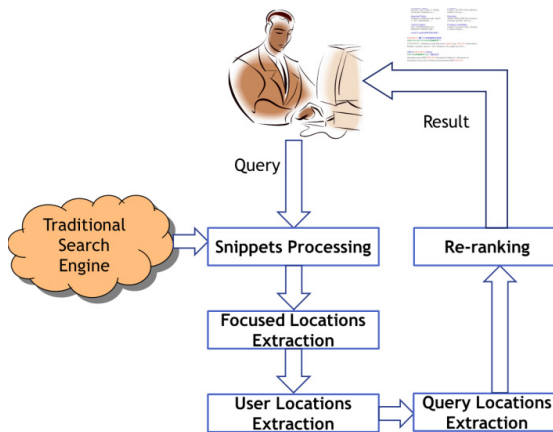 Result
Query
Traditional
Search
Engine
Snippets Processing
Re-ranking
Focused Locations
Extraction
User Locations
Extraction
Query Locations
Extraction